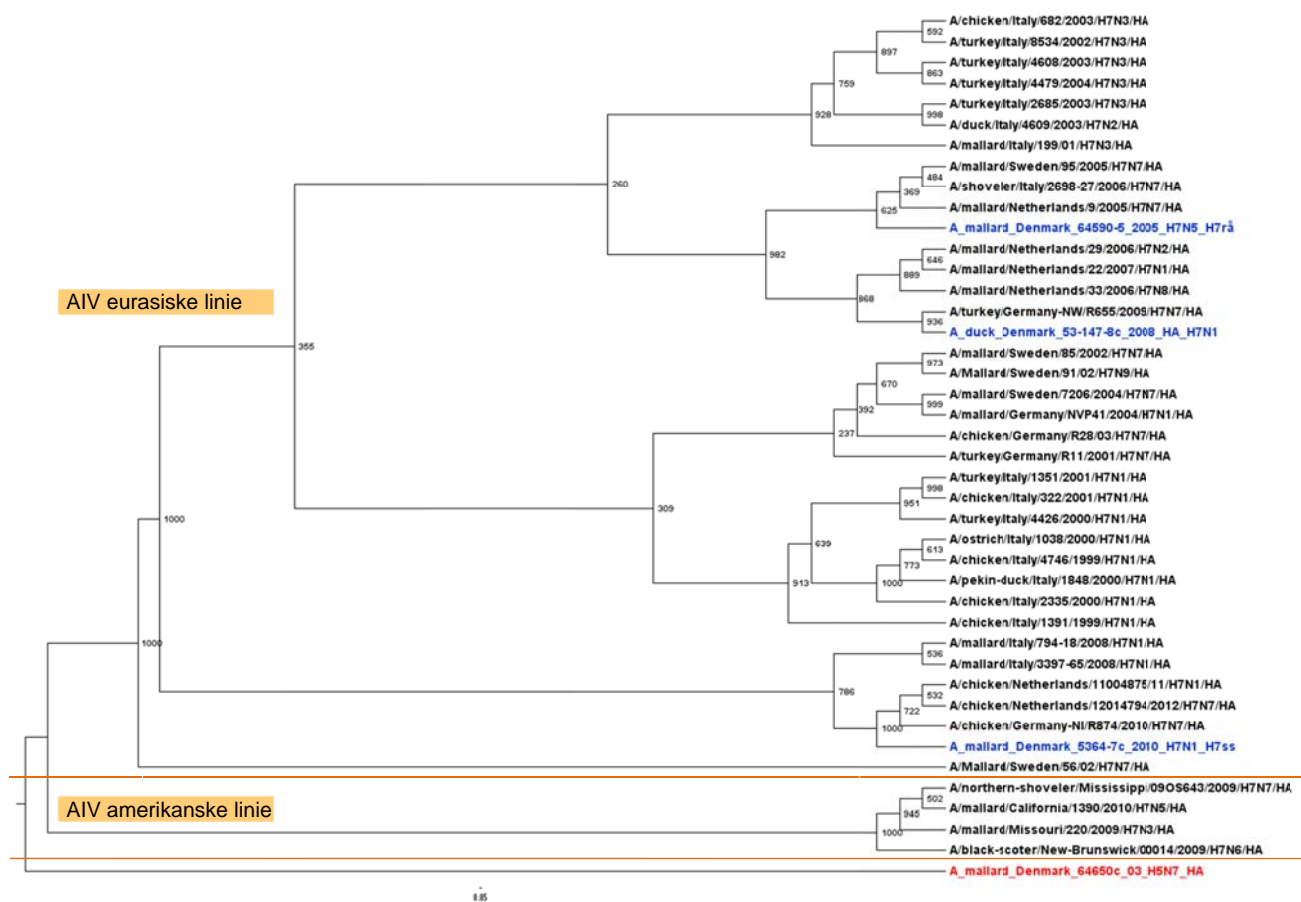 A/chicken/Italy/682/2003/H7N3/HA
592
A/turkey/Italy/8534/2002/H7N3/HA
897
A/turkey/Italy/4608/2003/H7N3/HA
863
A/turkey/Italy/4479/2004/H7N3/HA
759
A/turkey/Italy/2685/2003/H7N3/HA
998
928
A/duck/Italy/4609/2003/H7N2/HA
A/mallard/Italy/199/01/H7N3/HA
A/mallard/Sweden/95/2005/H7N7/HA
484
260
A/shoveler/Italy/2698-27/2006/H7N7/HA
369
A/mallard/Netherlands/9/2005/H7N7/HA
625
A_mallard_Denmark_64590-5_2005_H7N5_H7rå
A/mallard/Netherlands/29/2006/H7N2/HA
982
646
A/mallard/Netherlands/22/2007/H7N1/HA
889
A/mallard/Netherlands/33/2006/H7N8/HA
868
AIV eurasiske linie
A/turkey/Germany-NW/R655/2009/H7N7/HA
936
A_duck_Denmark_53-147-8c_2008_HA_H7N1
355
A/mallard/Sweden/85/2002/H7N7/HA
973
A/Mallard/Sweden/91/02/H7N9/HA
670
A/mallard/Sweden/7206/2004/H7N7/HA
999
392
A/mallard/Germany/NVP41/2004/H7N1/HA
237
A/chicken/Germany/R28/03/H7N7/HA
A/turkey/Germany/R11/2001/H7N7/HA
A/turkey/Italy/1351/2001/H7N1/HA
998
A/chicken/Italy/322/2001/H7N1/HA
951
309
A/turkey/Italy/4426/2000/H7N1/HA
1000
A/ostrich/Italy/1038/2000/H7N1/HA
639
613
A/chicken/Italy/4746/1999/H7N1/HA
773
A/pekin-duck/Italy/1848/2000/H7N1/HA
913
1000
A/chicken/Italy/2335/2000/H7N1/HA
A/chicken/Italy/1391/1999/H7N1/HA
1000
A/mallard/Italy/794-18/2008/H7N1/HA
536
A/mallard/Italy/3397-65/2008/H7N1/HA
A/chicken/Netherlands/11004875/11/H7N1/HA
786
532
A/chicken/Netherlands/12014794/2012/H7N7/HA
722
A/chicken/Germany-NI/R874/2010/H7N7/HA
1000
A_mallard_Denmark_5364-7c_2010_H7N1_H7ss
A/Mallard/Sweden/56/02/H7N7/HA
A/northern-shoveler/Mississippi/09OS643/2009/H7N7/HA
502
AIV amerikanske linie
A/mallard/California/1390/2010/H7N5/HA
945
A/mallard/Missouri/220/2009/H7N3/HA
1000
A/black-scoter/New-Brunswick/00014/2009/H7N6/HA
A_mallard_Denmark_64650c_03_H5N7_HA
0.05